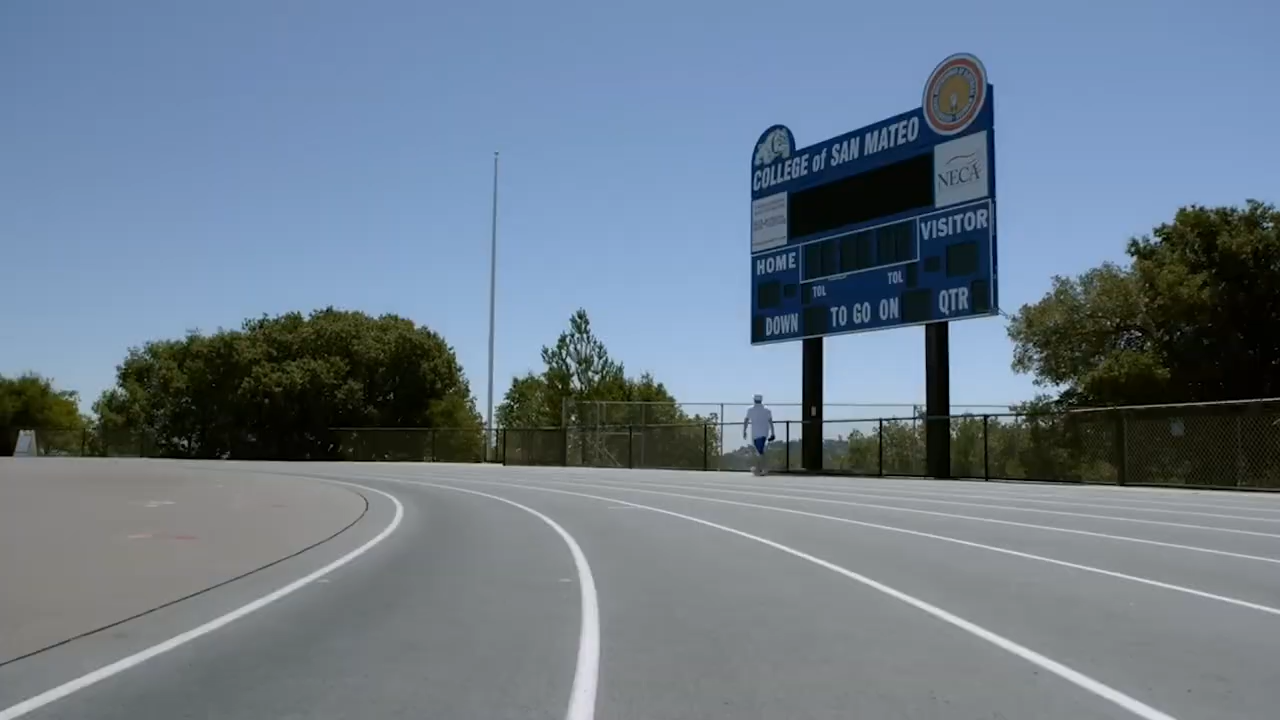 COLLEGE of SAN MATEO
NECA
VISITOR
HOME
TOL
TOL
DOWN
TO GO ON
QTR